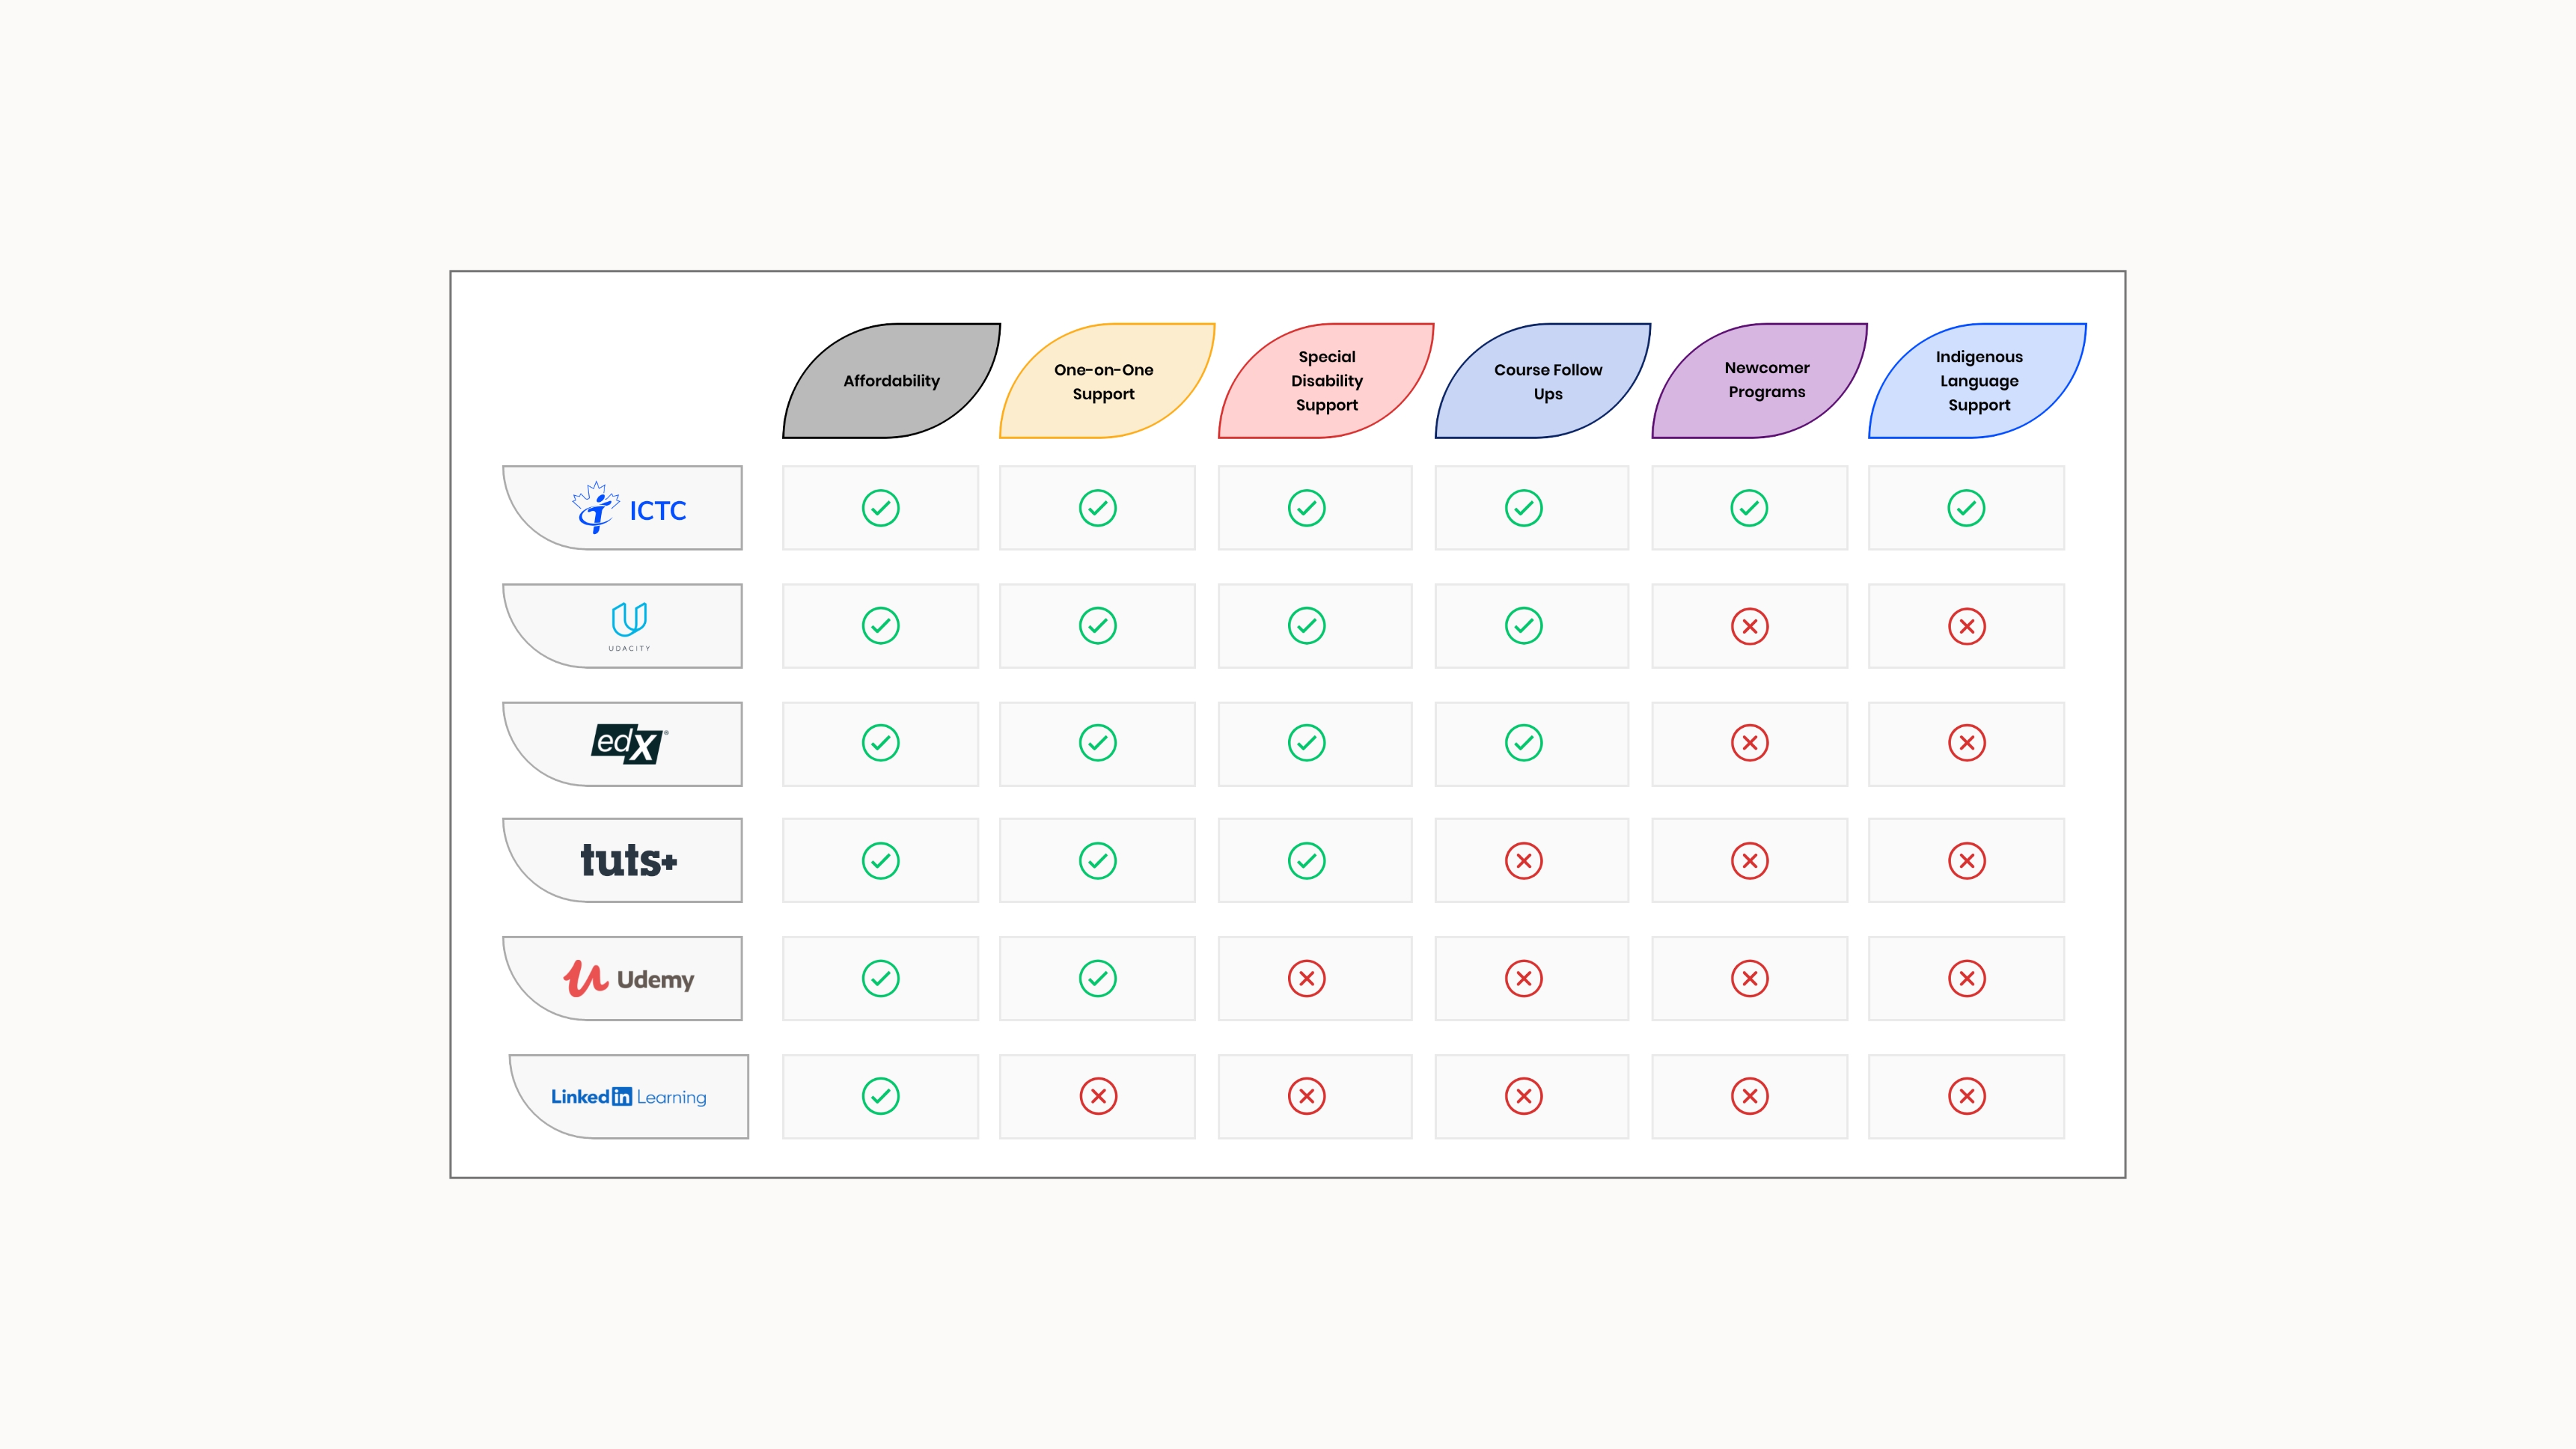 Affordability
One-on-One
Support
Special
Disability
Support
Course Follow
Ups
Newcomer
Programs
Indigenous
Language
Support
ICTC
UDACITY
edX®
tuts+
Udemy
Linked in Learning